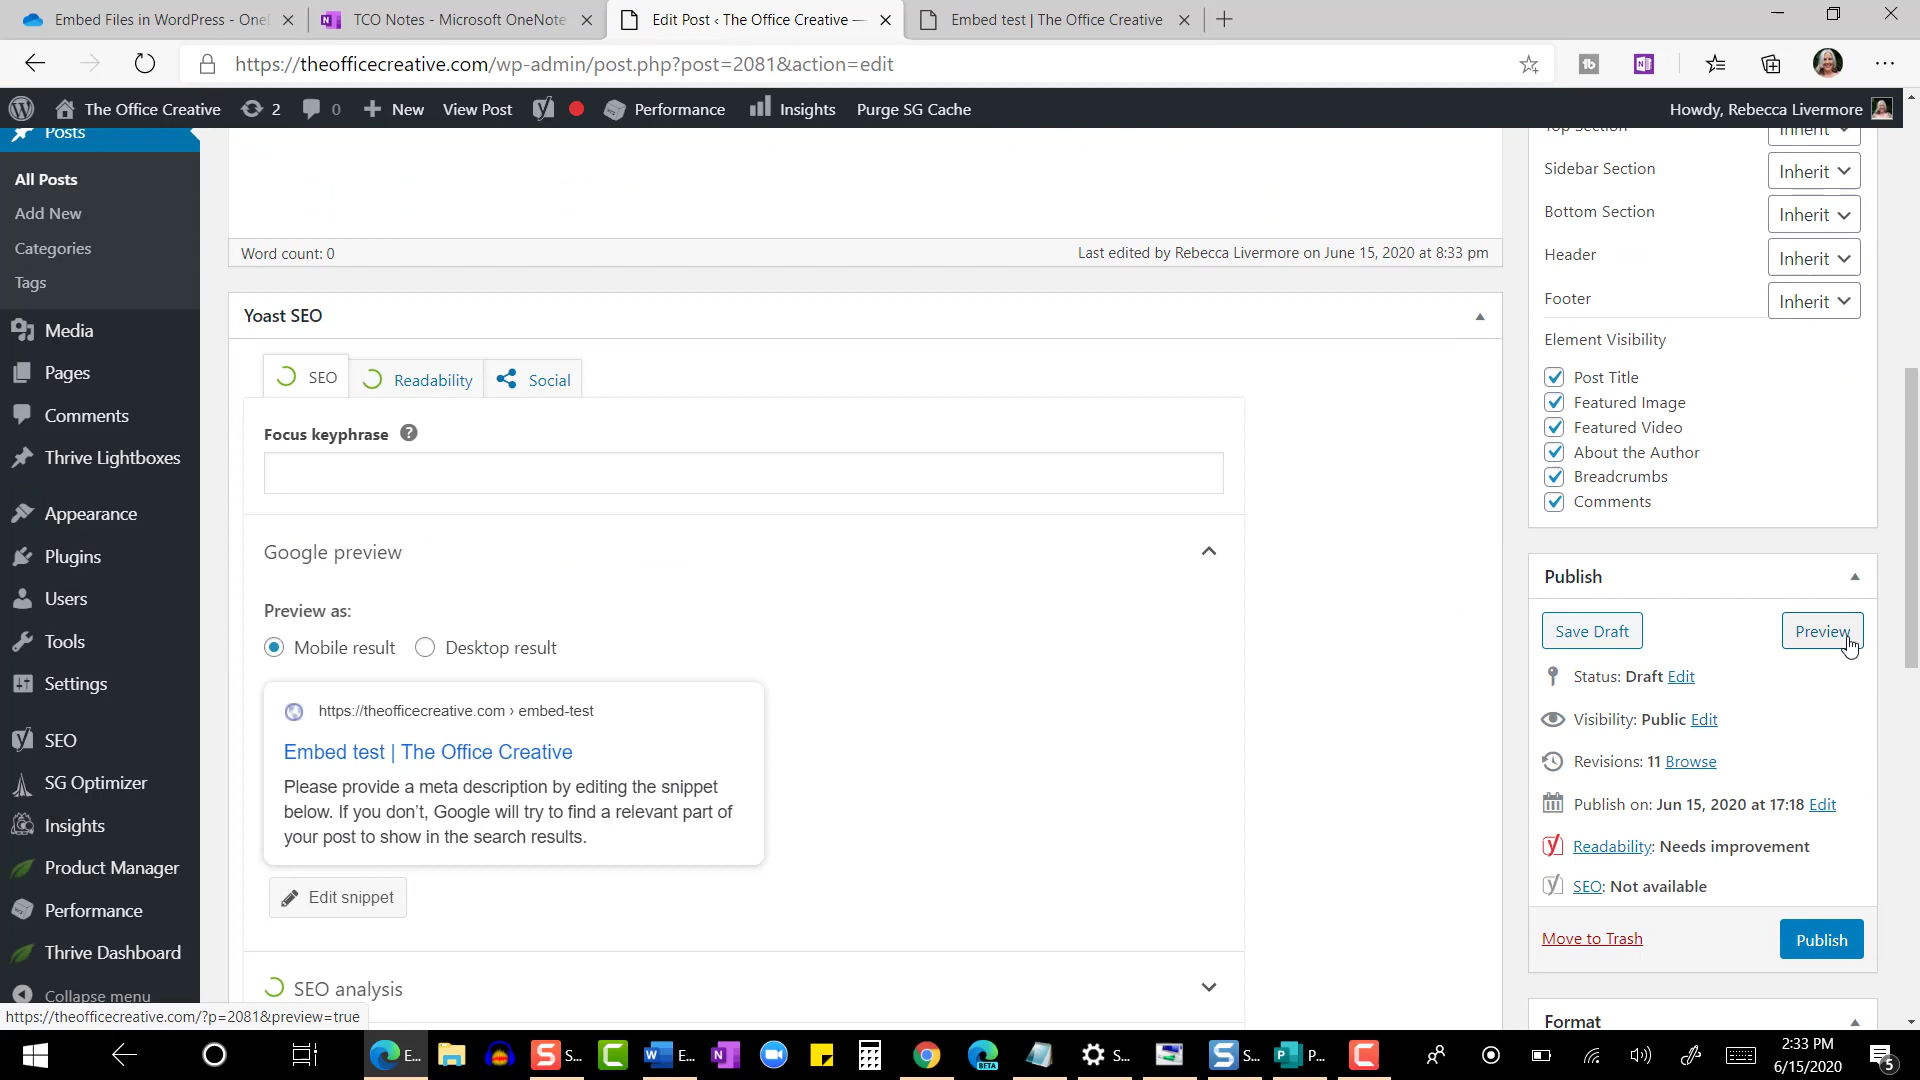 Embed Files in WordPress - OneD
TCO Notes - Microsoft OneNote
Edit Post ‹ The Office Creative —
Embed test | The Office Creative
https://theofficecreative.com/wp-admin/post.php?post=2081&action=edit
The Office Creative
2
0
New
View Post
Performance
Insights
Purge SG Cache
Howdy, Rebecca Livermore
Posts
All Posts
Add New
Categories
Tags
Media
Pages
Comments
Thrive Lightboxes
Appearance
Plugins
Users
Tools
Settings
SEO
SG Optimizer
Insights
Product Manager
Performance
Thrive Dashboard
Collapse menu
Word count: 0
Last edited by Rebecca Livermore on June 15, 2020 at 8:33 pm
Yoast SEO
SEO
Readability
Social
Focus keyphrase
Google preview
Preview as:
Mobile result
Desktop result
https://theofficecreative.com › embed-test
Embed test | The Office Creative
Please provide a meta description by editing the snippet
below. If you don't, Google will try to find a relevant part of
your post to show in the search results.
Edit snippet
SEO analysis
Top Section
Inherit
Sidebar Section
Inherit
Bottom Section
Inherit
Header
Inherit
Footer
Inherit
Element Visibility
Post Title
Featured Image
Featured Video
About the Author
Breadcrumbs
Comments
Publish
Save Draft
Preview
Status: Draft Edit
Visibility: Public Edit
Revisions: 11 Browse
Publish on: Jun 15, 2020 at 17:18 Edit
Readability: Needs improvement
SEO: Not available
Move to Trash
Publish
Format
https://theofficecreative.com/?p=2081&preview=true
E...
S...
E...
BETA
S...
S...
P...
2:33 PM
6/15/2020
5